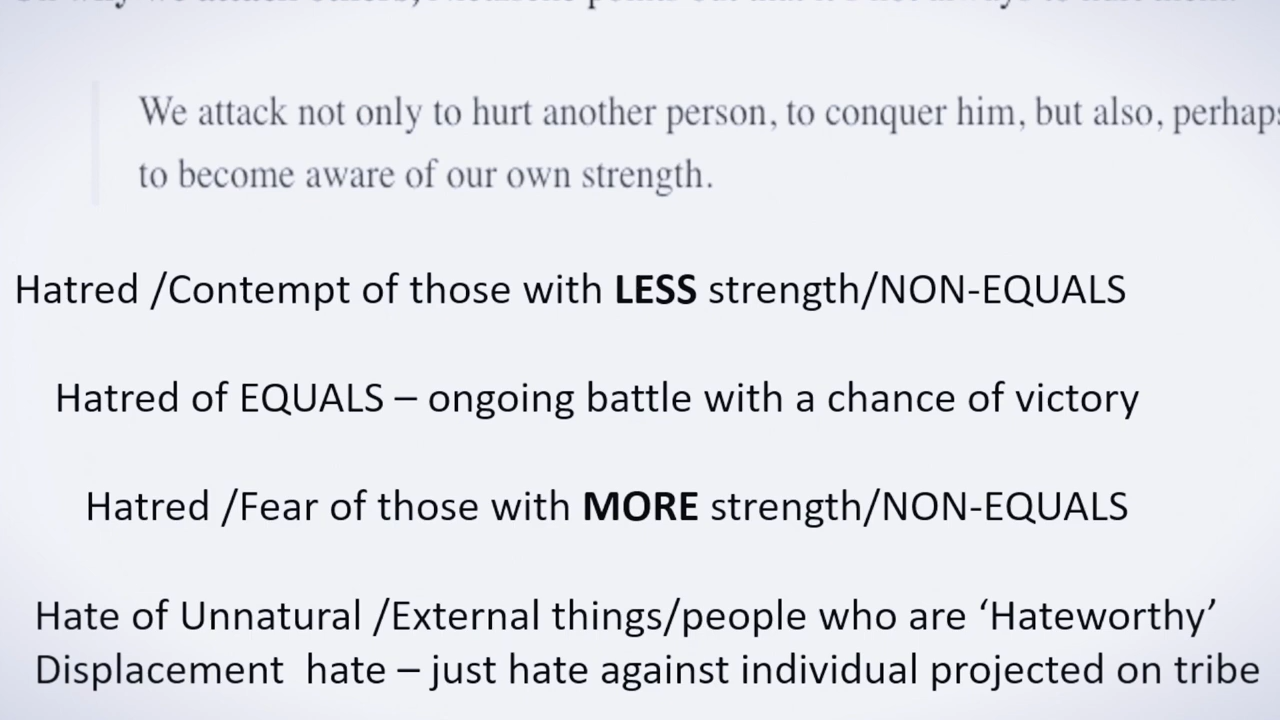 We attack not only to hurt another person, to conquer him, but also,
to become aware of our own strength.
Hatred /Contempt of those with LESS strength/NON-EQUALS
Hatred of EQUALS – ongoing battle with a chance of victory
Hatred /Fear of those with MORE strength/NON-EQUALS
Hate of Unnatural /External things/people who are ‘Hateworthy’
Displacement hate – just hate against individual projected on tribe